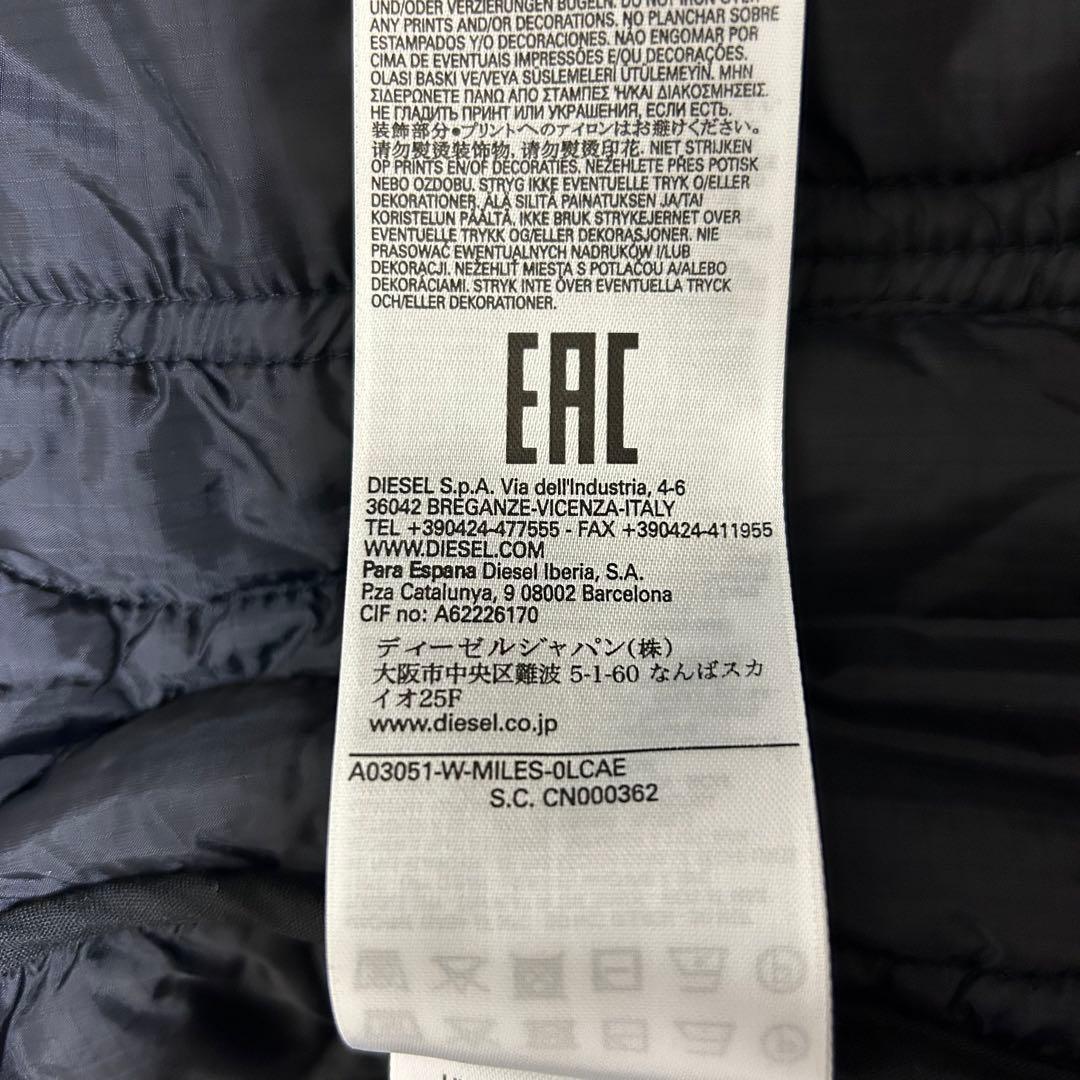 UND/ODER VERZIERUNGEN BÜGELN. DO NOT IRON OVER
ANY PRINTS AND/OR DECORATIONS. NO PLANCHAR SOBRE
ESTAMPADOS Y/O DECORACIONES. NÃO ENGOMAR POR
CIMA DE EVENTUAIS IMPRESSÕES E/OU DECORAÇÕES.
OLASI BASKI VE/VEYA SÜSLEMELERİ ÜTÜLEMEYİN. ΜΗΝ
ΣΙΔΕΡΩΝΕΤΕ ΠΑΝΩ ΑΠΟ ΣΤΑΜΠΕΣ Ή/ΚΑΙ ΔΙΑΚΟΣΜΗΣΕΙΣ.
НЕ ГЛАДИТЬ ПРИНТ ИЛИ УКРАШЕНИЯ, ЕСЛИ ЕСТЬ.
装飾部分•プリントへのアイロンはお避けください。
请勿熨烫装饰物, 请勿熨烫印花. NIET STRIJKEN
OP PRINTS EN/OF DECORATIES. NEŽEHLETE PŘES POTISK
NEBO OZDOBU. STRYG IKKE EVENTUELLE TRYK O/ELLER
DEKORATIONER. ÄLÄ SILITÄ PAINATUKSEN JA/TAI
KORISTELUN PÄÄLTÄ. IKKE BRUK STRYKEJERNET OVER
EVENTUELLE TRYKK OG/ELLER DEKORASJONER. NIE
PRASOWAĆ EWENTUALNYCH NADRUKÓW I/LUB
DEKORACJI. NEŽEHLIŤ MIESTA S POTLAČOU A/ALEBO
DEKORÁCIAMI. STRYK INTE ÖVER EVENTUELLA TRYCK
OCH/ELLER DEKORATIONER.
EAC
DIESEL S.p.A. Via dell'Industria, 4-6
36042 BREGANZE-VICENZA-ITALY
TEL +390424-477555 - FAX +390424-411955
WWW.DIESEL.COM
Para Espana Diesel Iberia, S.A.
P.za Catalunya, 9 08002 Barcelona
CIF no: A62226170
ディーゼルジャパン(株)
大阪市中央区難波 5-1-60 なんばスカ
イオ25F
www.diesel.co.jp
A03051-W-MILES-0LCAE
S.C. CN000362